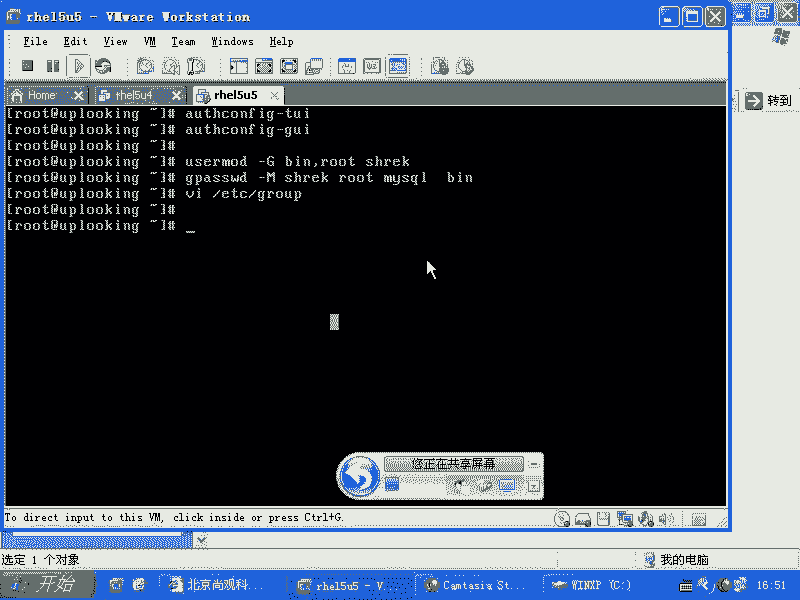 rhel5u5 - VMware Workstation
File Edit View VM Team Windows Help
Home rhel5u4 rhel5u5
转到
[root@uplooking ~]# authconfig-tui
[root@uplooking ~]# authconfig-gui
[root@uplooking ~]#
[root@uplooking ~]# usermod -G bin,root shrek
[root@uplooking ~]# gpasswd -M shrek root mysql  bin
[root@uplooking ~]# vi /etc/group
[root@uplooking ~]#
[root@uplooking ~]# _
您正在共享屏幕
To direct input to this VM, click inside or press Ctrl+G.
选定 1 个对象 我的电脑
开始 北京尚观科... rhel5u5 - V... Camtasia St... WINXP (C:) 16:51